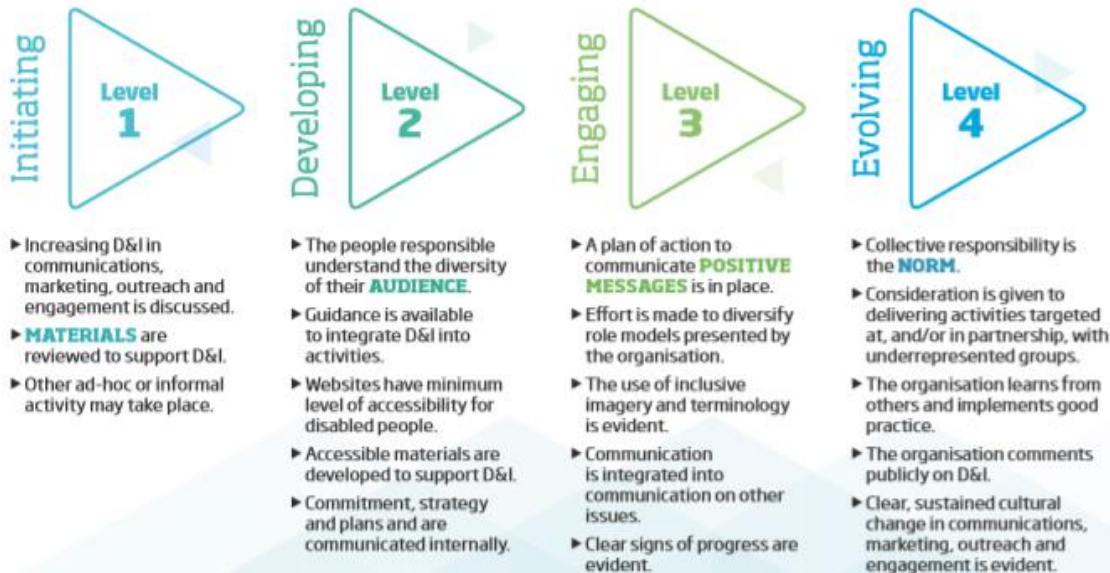 Initiating
Level
1
▶ Increasing D&I in
communications,
marketing, outreach and
engagement is discussed.
▶ MATERIALS are
reviewed to support D&I.
▶ Other ad-hoc or informal
activity may take place.
Developing
Level
2
▶ The people responsible
understand the diversity
of their AUDIENCE.
▶ Guidance is available
to integrate D&I into
activities.
▶ Websites have minimum
level of accessibility for
disabled people.
▶ Accessible materials are
developed to support D&I.
▶ Commitment, strategy
and plans and are
communicated internally.
Engaging
Level
3
▶ A plan of action to
communicate POSITIVE
MESSAGES is in place.
▶ Effort is made to diversify
role models presented by
the organisation.
▶ The use of inclusive
imagery and terminology
is evident.
▶ Communication
is integrated into
communication on other
issues.
▶ Clear signs of progress are
evident.
Evolving
Level
4
▶ Collective responsibility is
the NORM.
▶ Consideration is given to
delivering activities targeted
at, and/or in partnership, with
underrepresented groups.
▶ The organisation learns from
others and implements good
practice.
▶ The organisation comments
publicly on D&I.
▶ Clear, sustained cultural
change in communications,
marketing, outreach and
engagement is evident.